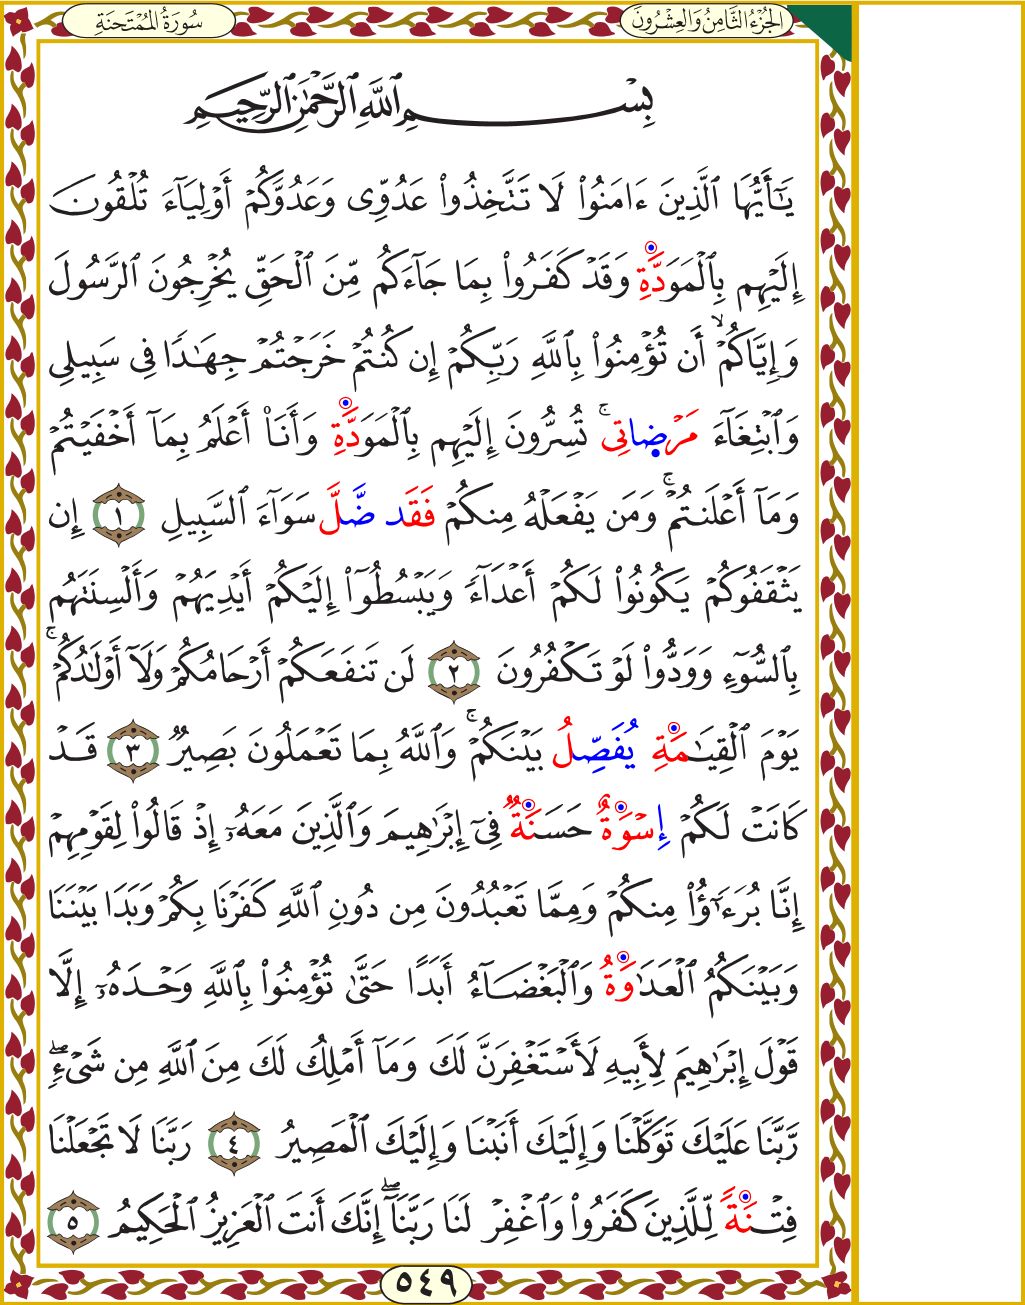 الجُزْءُ الثَّامِنُ وَالعِشْرُونَ
سُورَةُ المُمْتَحنَةِ
بِسْمِ ٱللَّهِ ٱلرَّحْمَٰنِ ٱلرَّحِيمِ
يَٰٓأَيُّهَا ٱلَّذِينَ ءَامَنُوا۟ لَا تَتَّخِذُوا۟ عَدُوِّى وَعَدُوَّكُمْ أَوْلِيَآءَ تُلْقُونَ
إِلَيْهِم بِٱلْمَوَدَّةِ وَقَدْ كَفَرُوا۟ بِمَا جَآءَكُم مِّنَ ٱلْحَقِّ يُخْرِجُونَ ٱلرَّسُولَ
وَإِيَّاكُمْ ۙ أَن تُؤْمِنُوا۟ بِٱللَّهِ رَبِّكُمْ إِن كُنتُمْ خَرَجْتُمْ جِهَٰدًا فِى سَبِيلِى
وَٱبْتِغَآءَ مَرْضِاتِى ۚ تُسِرُّونَ إِلَيْهِم بِٱلْمَوَدَّةِ وَأَنَا۠ أَعْلَمُ بِمَآ أَخْفَيْتُمْ
وَمَآ أَعْلَنتُمْ ۚ وَمَن يَفْعَلْهُ مِنكُمْ فَقَد ضَّلَّ سَوَآءَ ٱلسَّبِيلِ ١ إِن
يَثْقَفُوكُمْ يَكُونُوا۟ لَكُمْ أَعْدَآءً وَيَبْسُطُوٓا۟ إِلَيْكُمْ أَيْدِيَهُمْ وَأَلْسِنَتَهُم
بِٱلسُّوٓءِ وَوَدُّوا۟ لَوْ تَكْفُرُونَ ٢ لَن تَنفَعَكُمْ أَرْحَامُكُمْ وَلَآ أَوْلَٰدُكُمْ ۚ
يَوْمَ ٱلْقِيَٰمَةِ يُفَصِّلُ بَيْنَكُمْ ۚ وَٱللَّهُ بِمَا تَعْمَلُونَ بَصِيرٌ ٣ قَدْ
كَانَتْ لَكُمْ إِسْوَةٌ حَسَنَةٌ فِىٓ إِبْرَٰهِيمَ وَٱلَّذِينَ مَعَهُۥٓ إِذْ قَالُوا۟ لِقَوْمِهِمْ
إِنَّا بُرَءَٰٓؤُا۟ مِنكُمْ وَمِمَّا تَعْبُدُونَ مِن دُونِ ٱللَّهِ كَفَرْنَا بِكُمْ وَبَدَا بَيْنَنَا
وَبَيْنَكُمُ ٱلْعَدَٰوَةُ وَٱلْبَغْضَآءُ أَبَدًا حَتَّىٰ تُؤْمِنُوا۟ بِٱللَّهِ وَحْدَهُۥٓ إِلَّا
قَوْلَ إِبْرَٰهِيمَ لِأَبِيهِ لَأَسْتَغْفِرَنَّ لَكَ وَمَآ أَمْلِكُ لَكَ مِنَ ٱللَّهِ مِن شَىْءٍ ۖ
رَّبَّنَا عَلَيْكَ تَوَكَّلْنَا وَإِلَيْكَ أَنَبْنَا وَإِلَيْكَ ٱلْمَصِيرُ ٤ رَبَّنَا لَا تَجْعَلْنَا
فِتْنَةً لِّلَّذِينَ كَفَرُوا۟ وَٱغْفِرْ لَنَا رَبَّنَآ ۖ إِنَّكَ أَنتَ ٱلْعَزِيزُ ٱلْحَكِيمُ ٥
٥٤٩